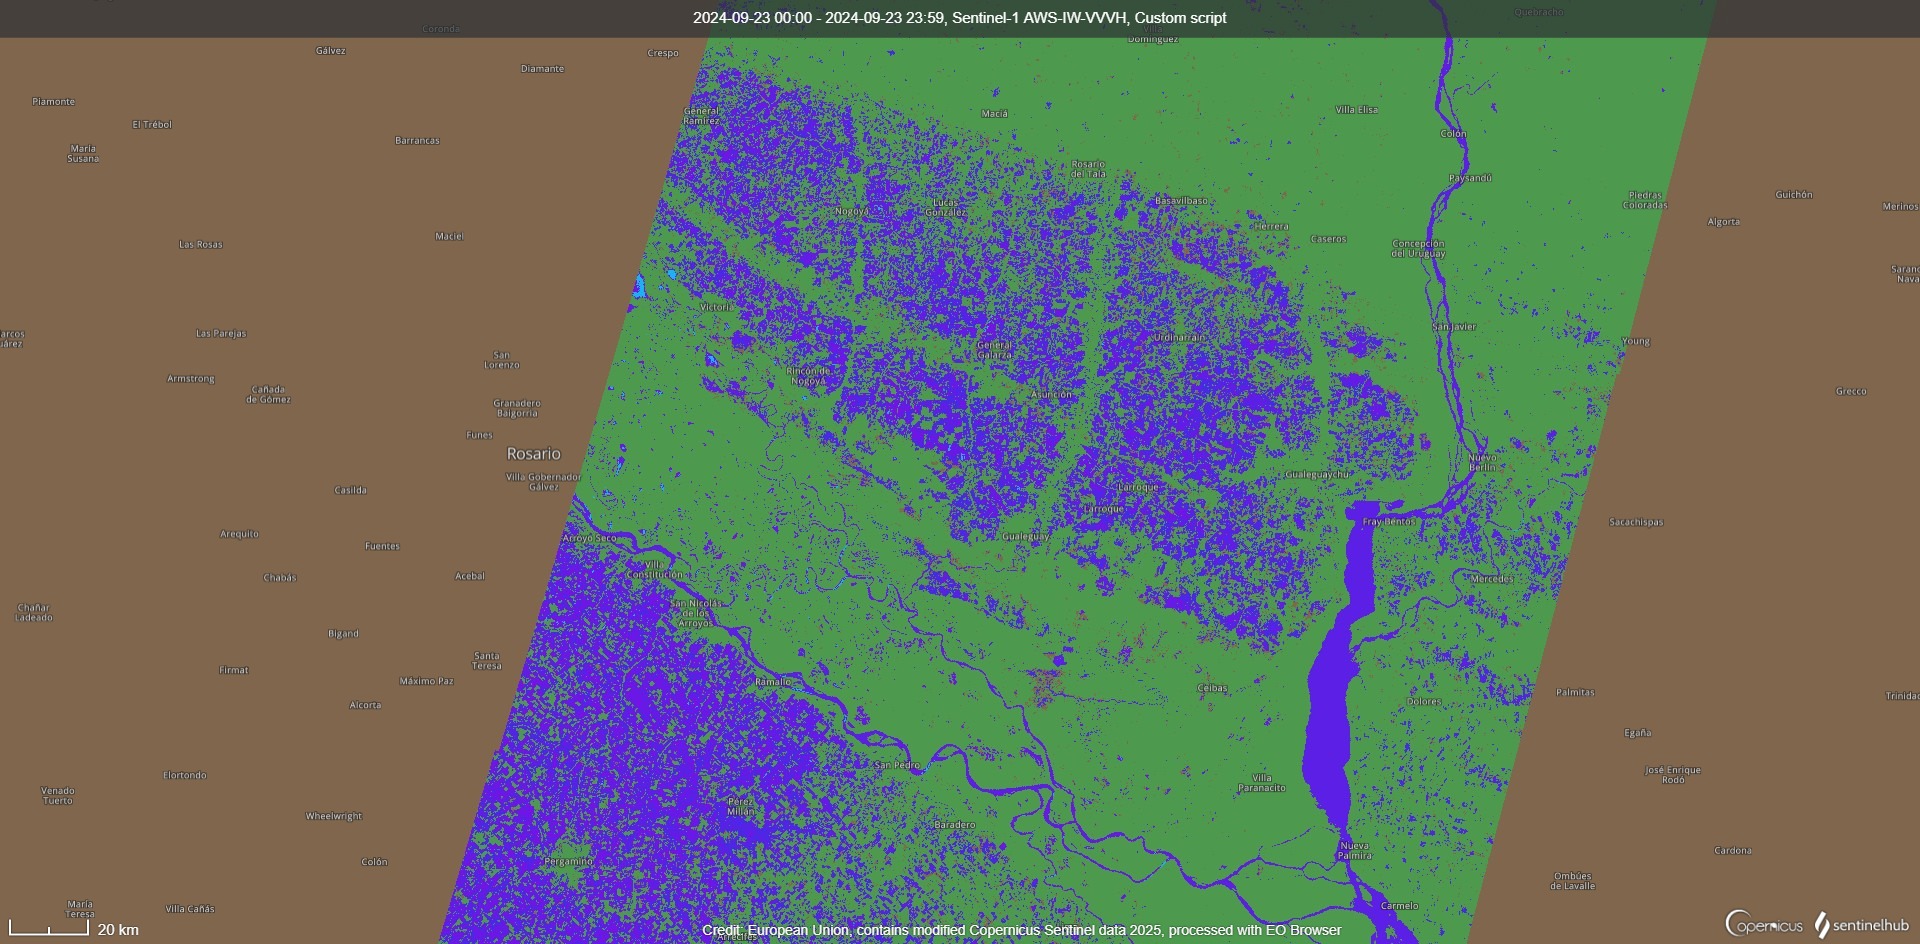 2024-09-23 00:00 - 2024-09-23 23:59, Sentinel-1 AWS-IW-VVVH, Custom script
Quebracho
Coronda
Villa
Domínguez
Gálvez
Crespo
Diamante
Piamonte
General
Ramírez
Maciá
Villa Elisa
El Trébol
Colón
Barrancas
María
Susana
Rosario
del Tala
Paysandú
Piedras
Coloradas
Guichón
Basavilbaso
Lucas
González
Merinos
Nogoyá
Algorta
Herrera
Maciel
Caseros
Las Rosas
Concepción
del Uruguay
Victoria
San Javier
Las Parejas
Urdinarrain
Young
General
Galarza
San
Lorenzo
Rincón de
Nogoyá
Armstrong
Cañada
de Gómez
Asunción
Grecco
Granadero
Baigorria
Funes
Rosario
Nuevo
Berlín
Gualeguaychú
Villa Gobernador
Gálvez
Casilda
Larroque
Larroque
Fray Bentos
Sacachispas
Arequito
Arroyo Seco
Gualeguay
Fuentes
Villa
Constitución
Chabás
Acebal
Mercedes
Chañar
Ladeado
San Nicolás
de los
Arroyos
Bigand
Santa
Teresa
Firmat
Máximo Paz
Ramallo
Ceibas
Palmitas
Trinidad
Alcorta
Dolores
Egaña
San Pedro
José Enrique
Rodó
Elortondo
Villa
Paranacito
Venado
Tuerto
Pérez
Millán
Wheelwright
Baradero
Nueva
Palmira
Cardona
Colón
Pergamino
Ombúes
de Lavalle
María
Teresa
Villa Cañás
Carmelo
20 km
Credit: European Union, contains modified Copernicus Sentinel data 2025, processed with EO Browser
Arrecifes
Copernicus
sentinelhub